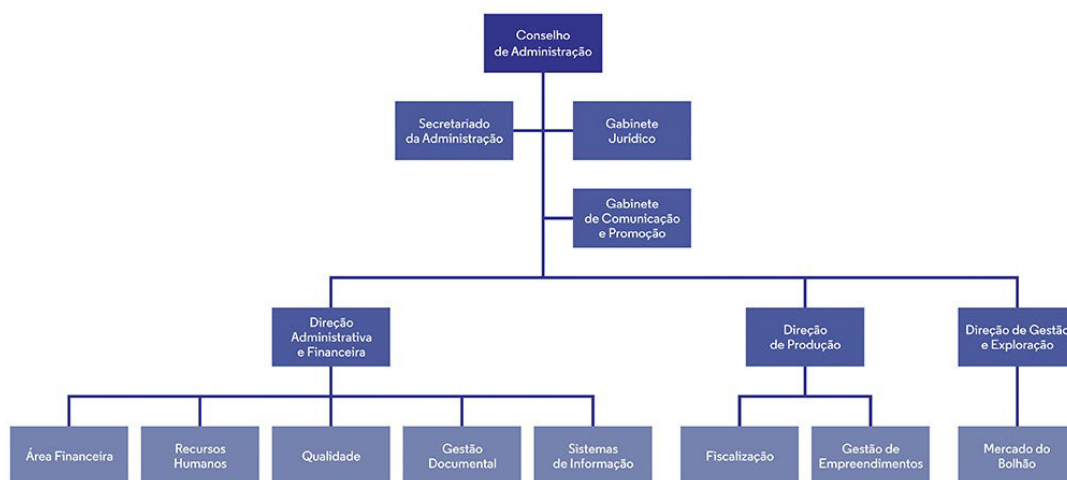 Conselho
de Administração
Secretariado
da Administração
Gabinete
Jurídico
Gabinete
de Comunicação
e Promoção
Direção
Administrativa
e Financeira
Direção
de Produção
Direção de Gestão
e Exploração
Área Financeira
Recursos
Humanos
Qualidade
Gestão
Documental
Sistemas
de Informação
Fiscalização
Gestão de
Empreendimentos
Mercado do
Bolhão